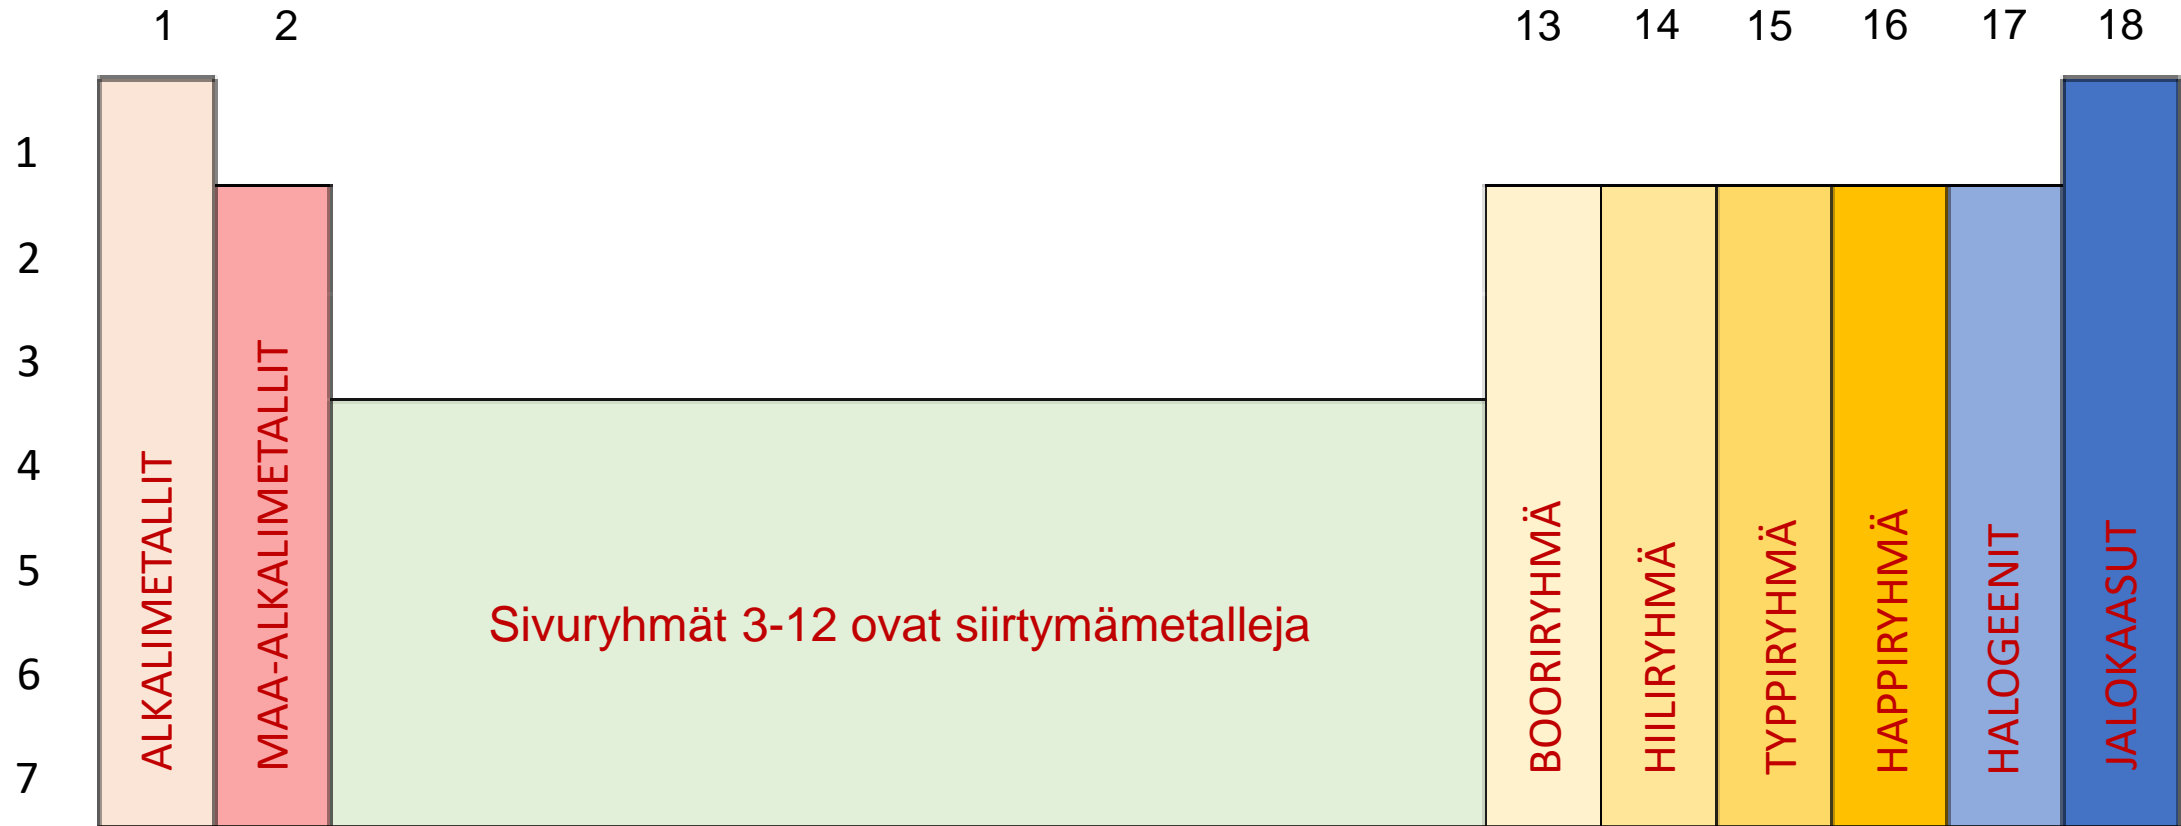 1 2 13 14 15 16 17 18
1
2
3
4
5
6
7
ALKALIMETALLIT
MAA-ALKALIMETALLIT
Sivuryhmät 3-12 ovat siirtymämetalleja
BOORIRYHMÄ
HIILIRYHMÄ
TYPPIRYHMÄ
HAPPIRYHMÄ
HALOGEENIT
JALOKAASUT